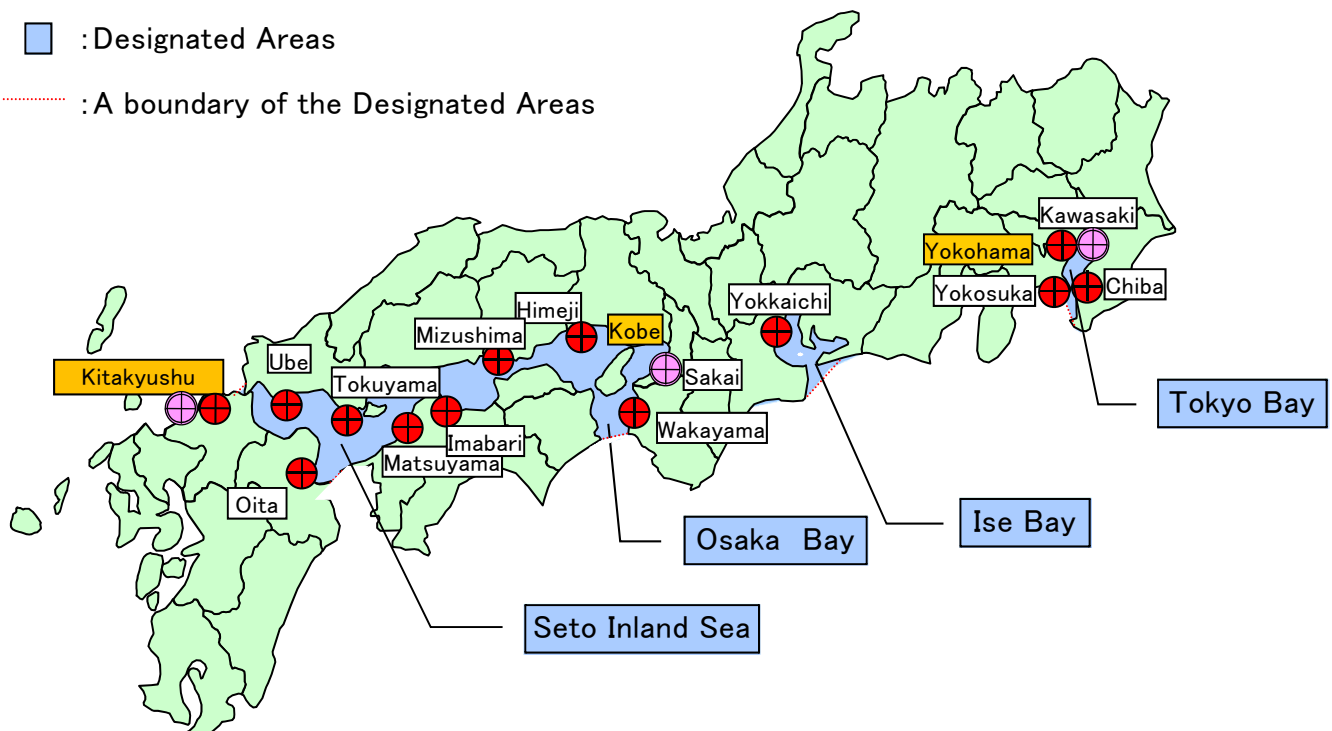 :Designated Areas
:A boundary of the Designated Areas
Kawasaki
Yokohama
Yokosuka
Chiba
Yokkaichi
Himeji
Kobe
Mizushima
Ube
Kitakyushu
Tokuyama
Sakai
Wakayama
Imabari
Matsuyama
Oita
Tokyo Bay
Ise Bay
Osaka Bay
Seto Inland Sea